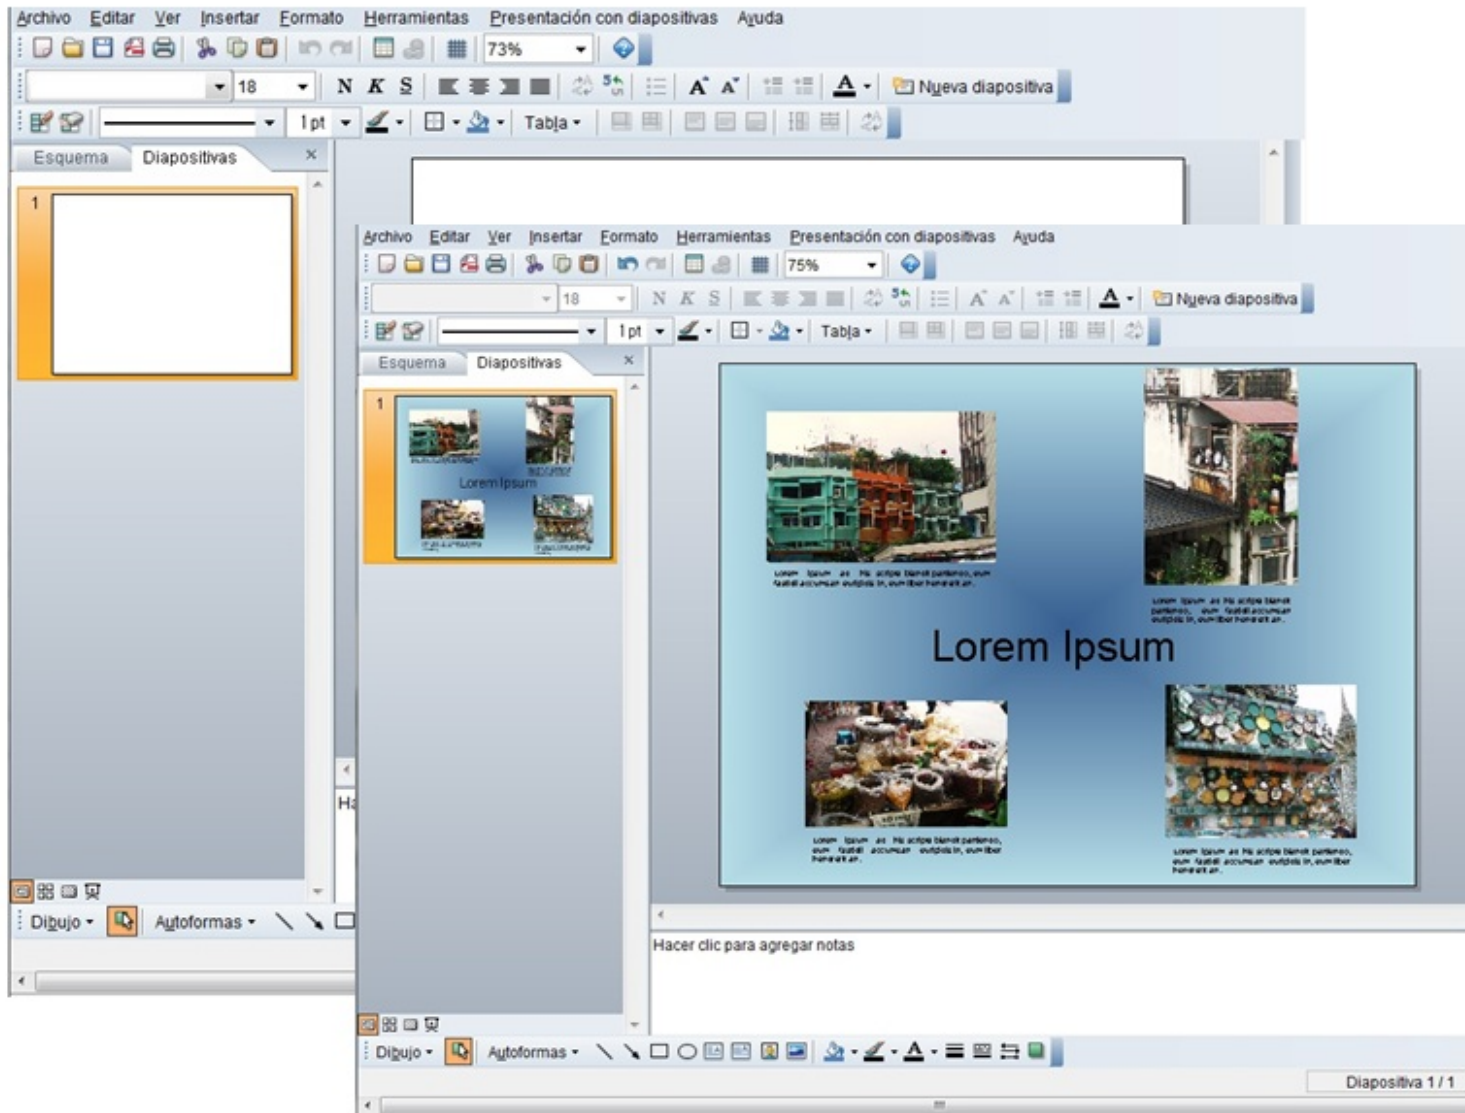 Archivo Editar Ver Insertar Formato Herramientas Presentación con diapositivas Ayuda
73%
18 N K S A A A Nueva diapositiva
1 pt Tabla
Esquema Diapositivas
1
Ha
Dibujo Autoformas
Archivo Editar Ver Insertar Formato Herramientas Presentación con diapositivas Ayuda
75%
18 N K S A A A Nueva diapositiva
1 pt Tabla
Esquema Diapositivas
1
Lorem Ipsum
Lorem Ipsum
Hacer clic para agregar notas
Dibujo Autoformas A
Diapositiva 1 / 1